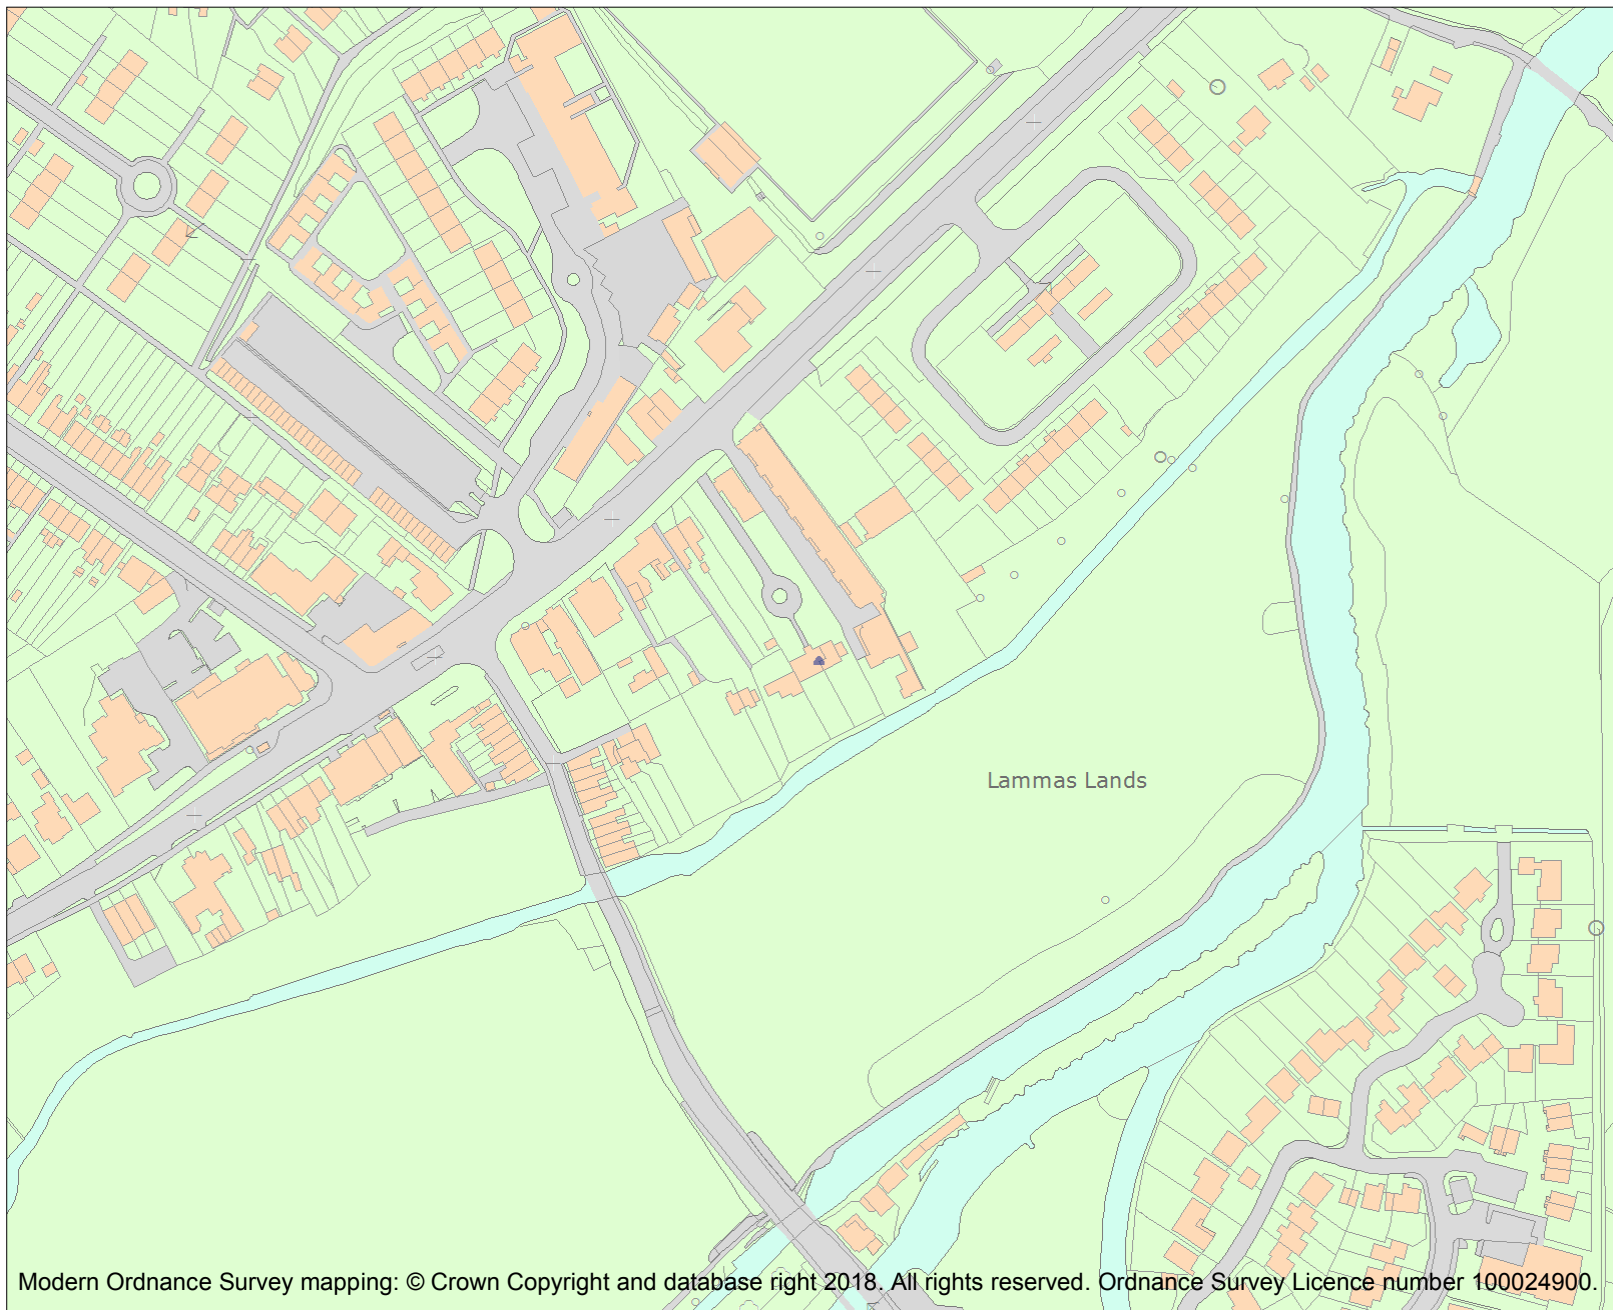 Lammas Lands
Modern Ordnance Survey mapping: © Crown Copyright and database right 2018. All rights reserved. Ordnance Survey Licence number 100024900.